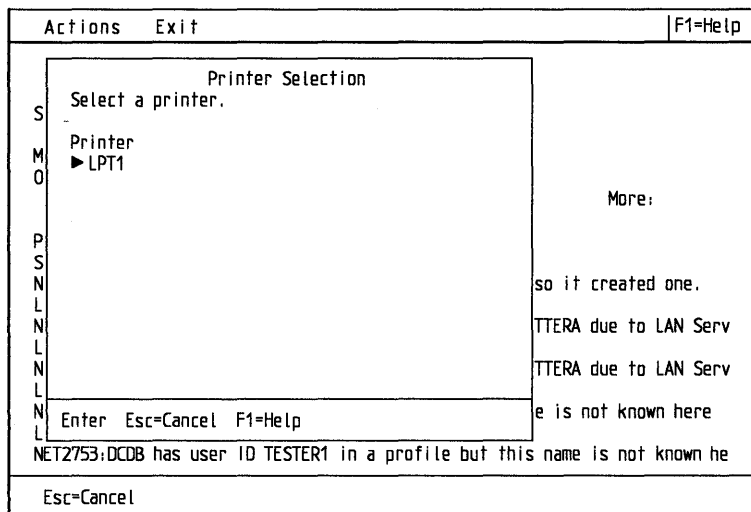 Actions Exit F1=Help
Printer Selection
Select a printer.
S
Printer
M
▶ LPT1
O
More:
P
S
N so it created one.
L
N TTERA due to LAN Serv
L
N TTERA due to LAN Serv
L
N e is not known here
Enter Esc=Cancel F1=Help
L
NET2753:DCDB has user ID TESTER1 in a profile but this name is not known he
Esc=Cancel